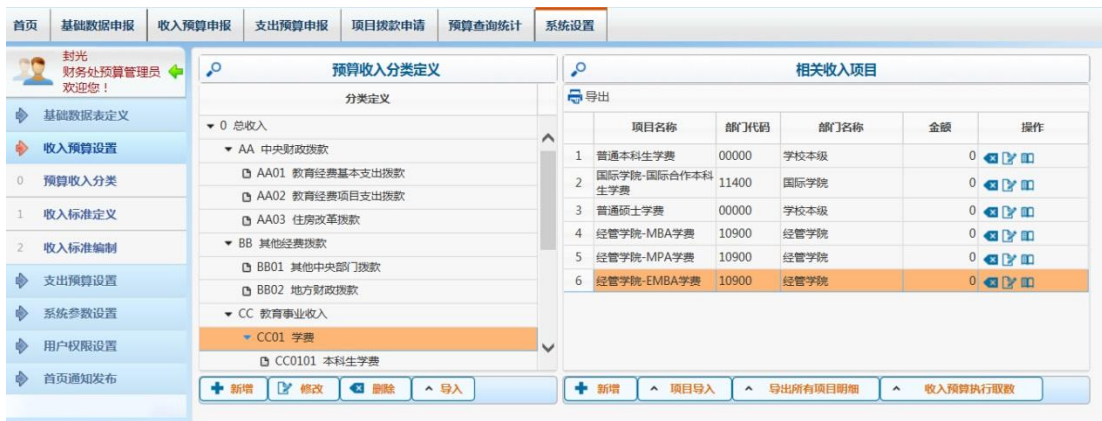 首页 基础数据申报 收入预算申报 支出预算申报 项目拨款申请 预算查询统计 系统设置
封光
财务处预算管理员
欢迎您！
基础数据表定义
收入预算设置
0 预算收入分类
1 收入标准定义
2 收入标准编制
支出预算设置
系统参数设置
用户权限设置
首页通知发布
预算收入分类定义
分类定义
0 总收入
AA 中央财政拨款
AA01 教育经费基本支出拨款
AA02 教育经费项目支出拨款
AA03 住房改革拨款
BB 其他经费拨款
BB01 其他中央部门拨款
BB02 地方财政拨款
CC 教育事业收入
CC01 学费
CC0101 本科生学费
新增 修改 删除 导入
相关收入项目
导出
项目名称 部门代码 部门名称 金额 操作
1 普通本科生学费 00000 学校本级 0
2 国际学院-国际合作本科
生学费 11400 国际学院 0
3 普通硕士学费 00000 学校本级 0
4 经管学院-MBA学费 10900 经管学院 0
5 经管学院-MPA学费 10900 经管学院 0
6 经管学院-EMBA学费 10900 经管学院 0
新增 项目导入 导出所有项目明细 收入预算执行取数